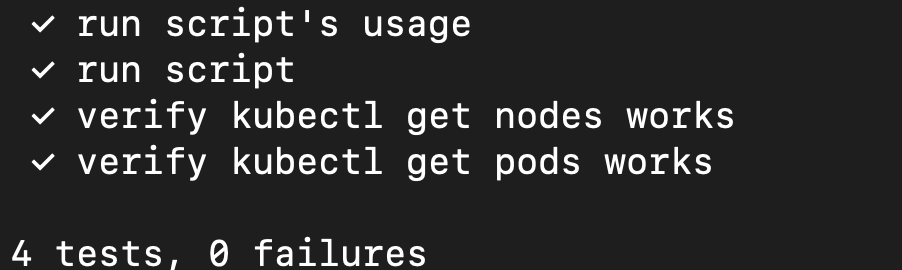 ✓ run script's usage
✓ run script
✓ verify kubectl get nodes works
✓ verify kubectl get pods works
4 tests, 0 failures